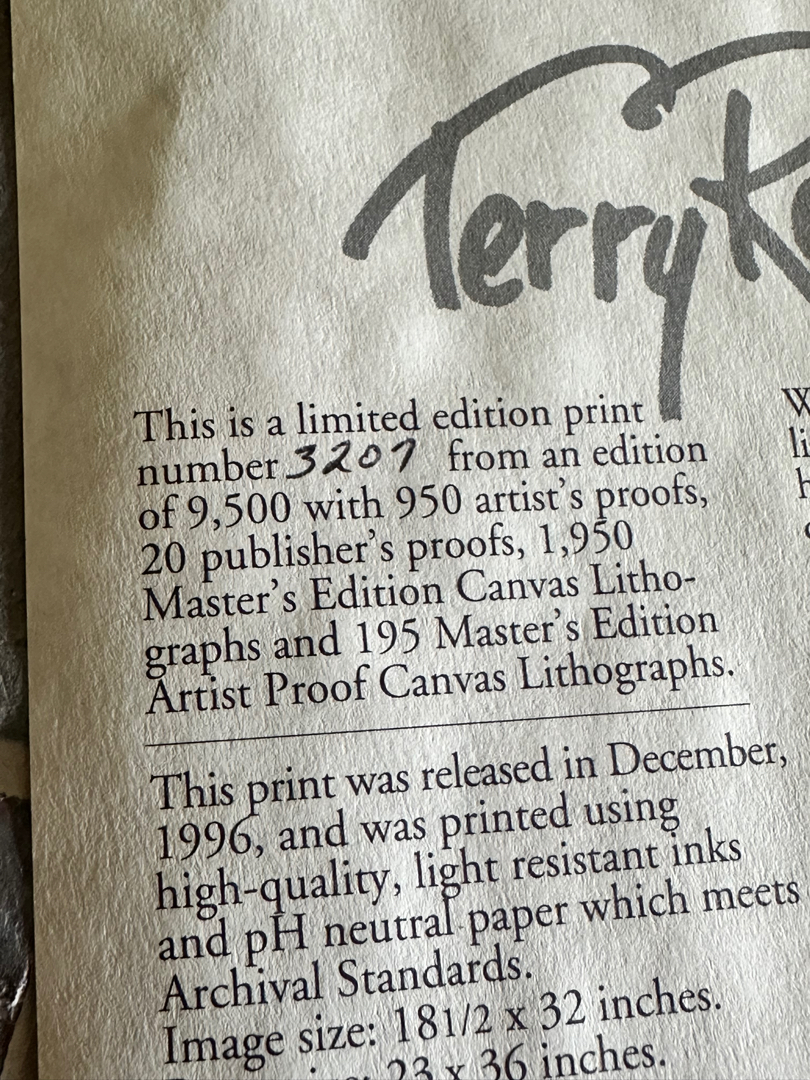 Terry R
This is a limited edition print
number 3207 from an edition
of 9,500 with 950 artist's proofs,
20 publisher's proofs, 1,950
Master's Edition Canvas Litho-
graphs and 195 Master's Edition
Artist Proof Canvas Lithographs.
This print was released in December,
1996, and was printed using
high-quality, light resistant inks
and pH neutral paper which meets
Archival Standards.
Image size: 181/2 x 32 inches.
23 x 36 inches.